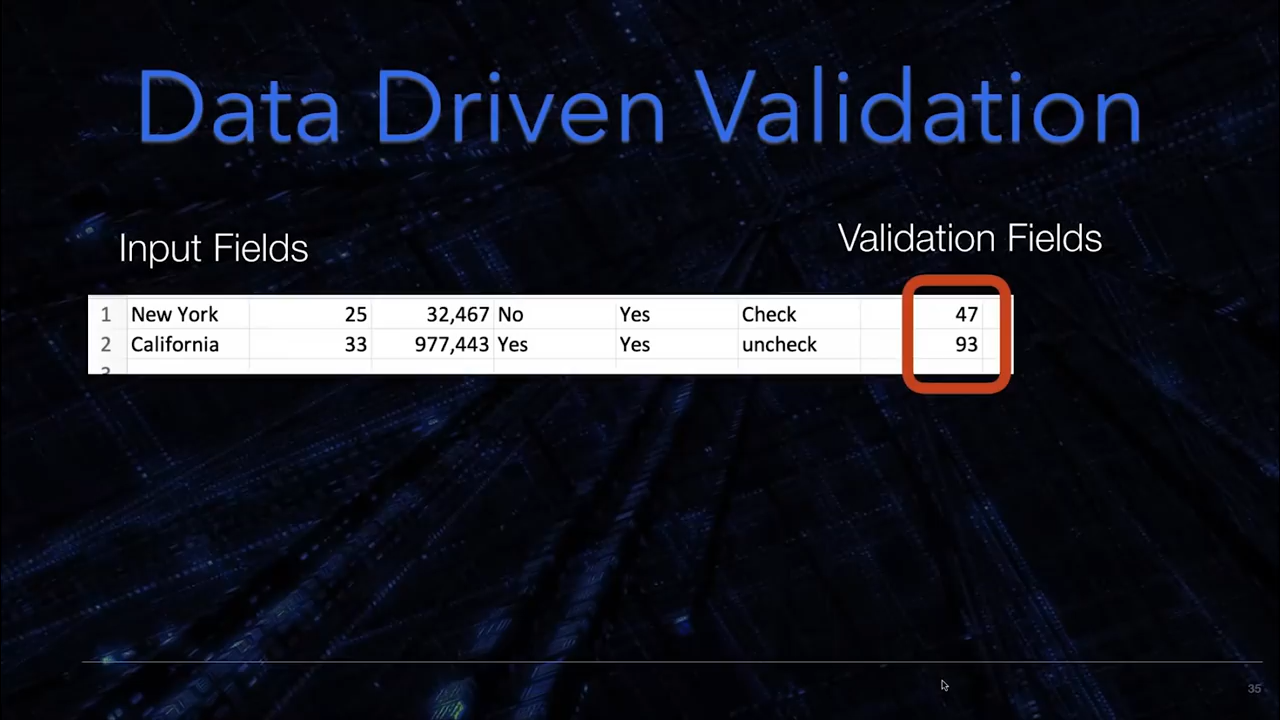 Data Driven Validation
Input Fields
Validation Fields
1 New York 25 32,467 No Yes Check 47
2 California 33 977,443 Yes Yes uncheck 93
35